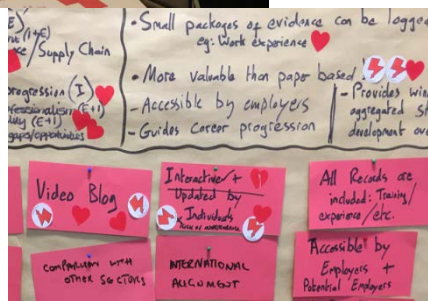 (I+E)
/Supply Chain
progression (I)
(E+I)
gaps/opportunities
• Small packages of evidence can be logged
eg: Work experience
• More valuable than paper based!
- Accessible by employers
- Guides career progression
- Provides
aggregated
development
Video Blog
Interactive +
Updated by
Individuals
All Records are
included: Training/
experience/etc.
COMPARISON WITH
OTHER SECTORS
INTERNATIONAL
ALIGNMENT
Accessible by
Employers +
Potential Employers